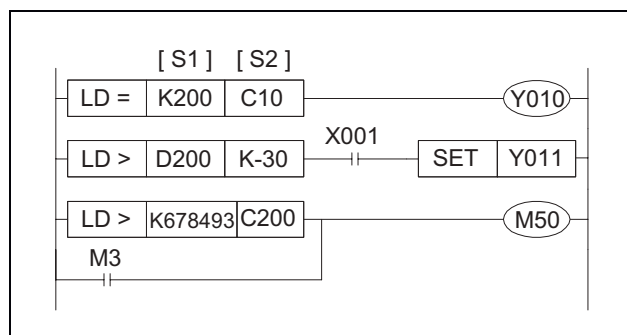 [ S1 ] [ S2 ]
LD = K200 C10 Y010
X001
LD > D200 K-30 SET Y011
LD > K678493 C200 M50
M3